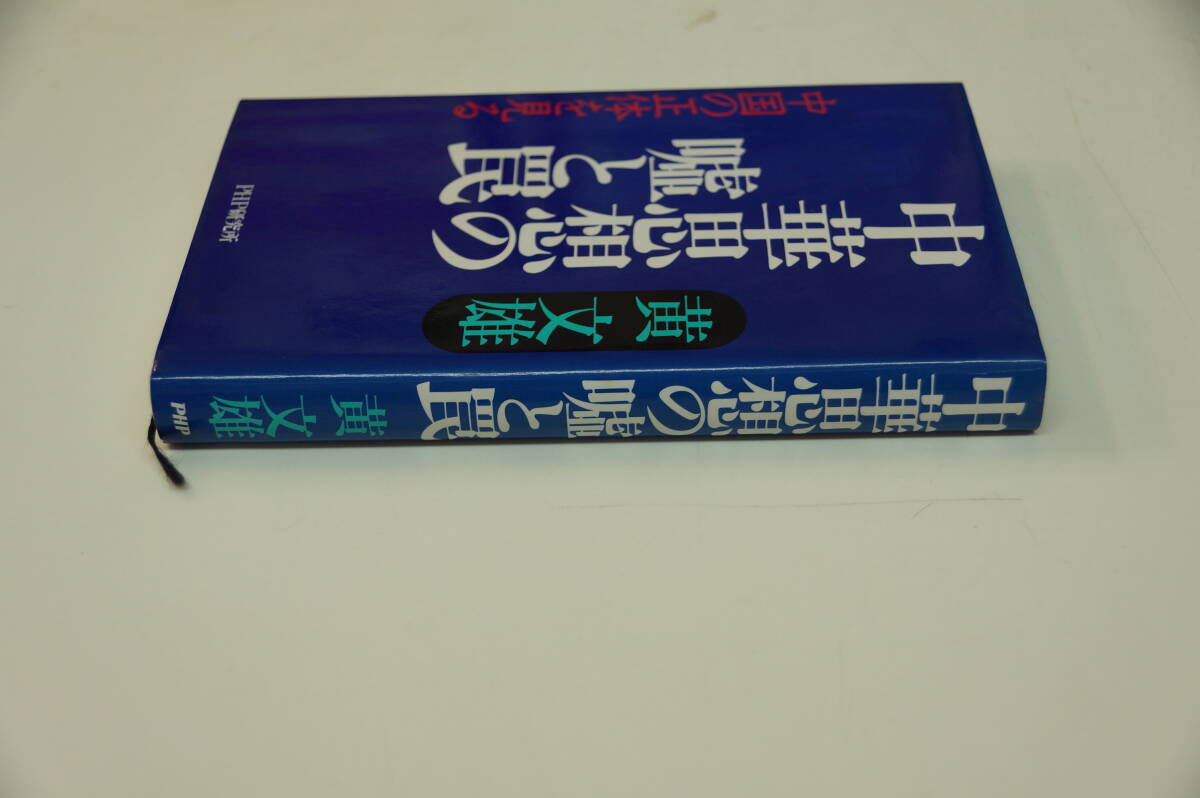 中国の正体を見る
中華思想の
嘘と罠
黄文雄
PHP研究所
中華思想の嘘と罠
黄文雄
PHP